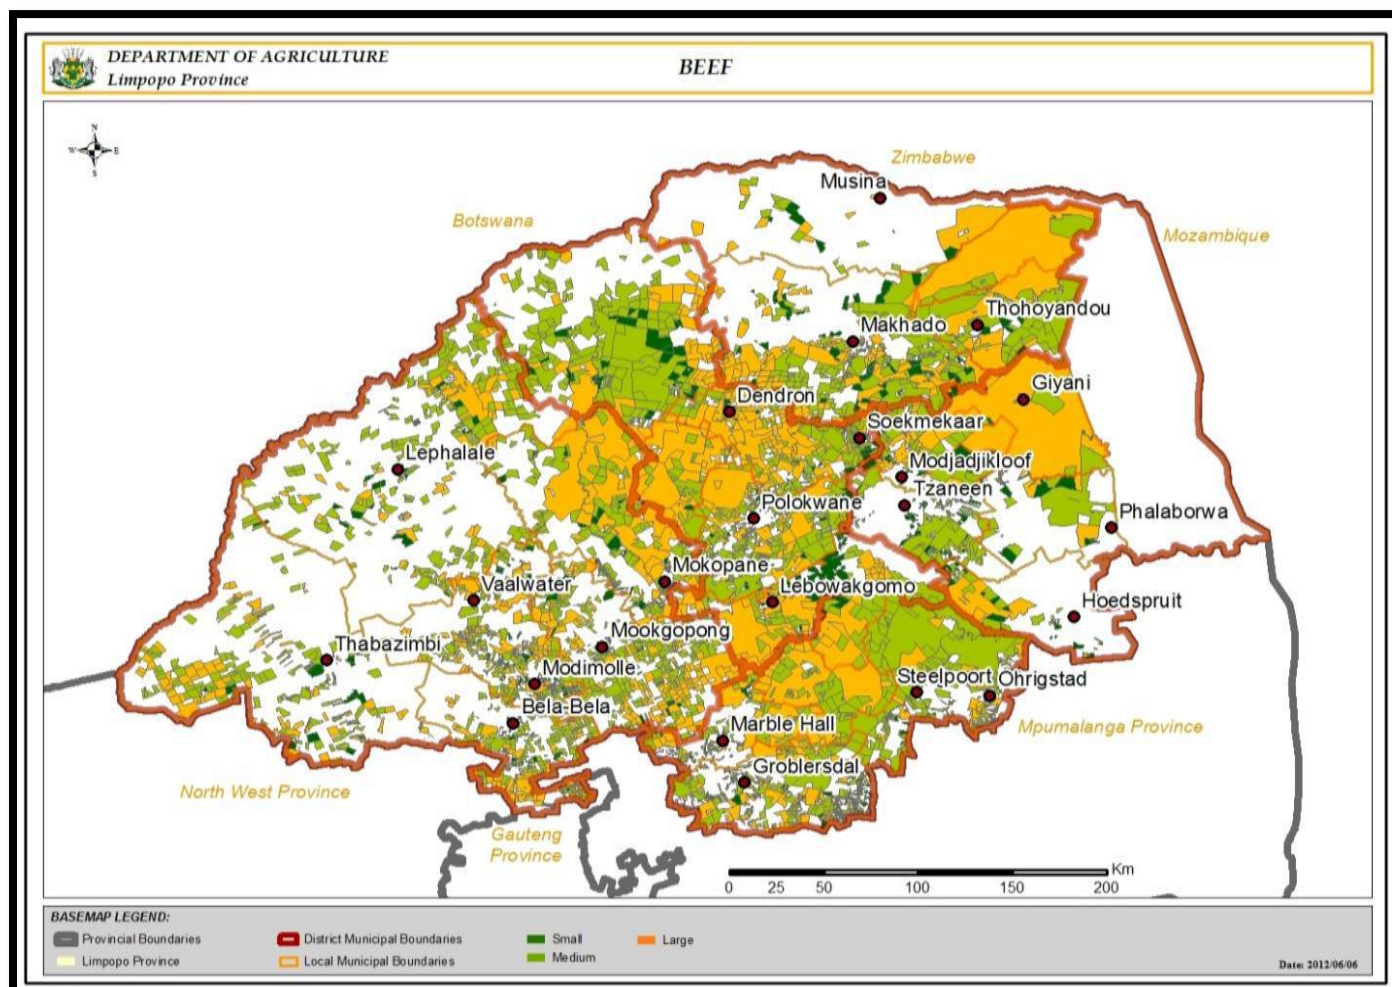 DEPARTMENT OF AGRICULTURE
Limpopo Province
BEEF
N
W E
S
Zimbabwe
Musina
Botswana
Mozambique
Thohoyandou
Makhado
Giyani
Dendron
Soekmekaar
Lephalale
Modjadjikloof
Tzaneen
Polokwane
Phalaborwa
Mokopane
Vaalwater
Lebowakgomo
Hoedspruit
Mookgopong
Thabazimbi
Modimolle
Steelpoort
Ohrigstad
Bela-Bela
Marble Hall
Mpumalanga Province
Groblersdal
North West Province
Gauteng
Province
Km
0 25 50 100 150 200
BASEMAP LEGEND:
Provincial Boundaries
District Municipal Boundaries
Small
Large
Limpopo Province
Local Municipal Boundaries
Medium
Date: 2012/06/06